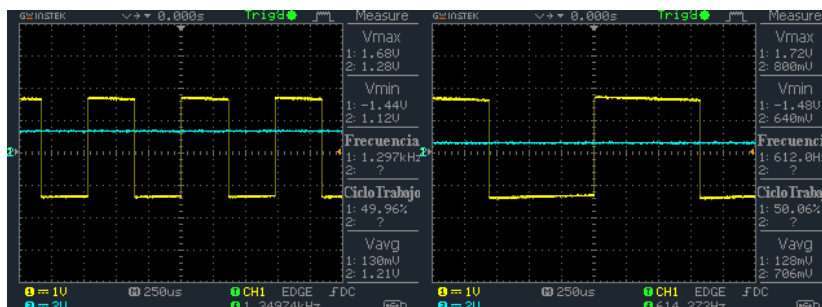 GWINSTEK 0.000s Trig'd Measure
Vmax
1: 1.68V
2: 1.28V
Vmin
1: -1.44V
2: 1.12V
Frecuencia
1: 1.297kHz
2: ?
CicloTrabajo
1: 49.96%
2: ?
Vavg
1: 130mV
2: 1.21V
1 1V M 250us T CH1 EDGE DC
2 2V
GWINSTEK 0.000s Trig'd Measure
Vmax
1: 1.72V
2: 800mV
Vmin
1: -1.48V
2: 640mV
Frecuencia
1: 612.0H
2: ?
CicloTraba
1: 50.06%
2: ?
Vavg
1: 128mV
2: 706mV
1 1V M 250us T CH1 EDGE DC
2 2V